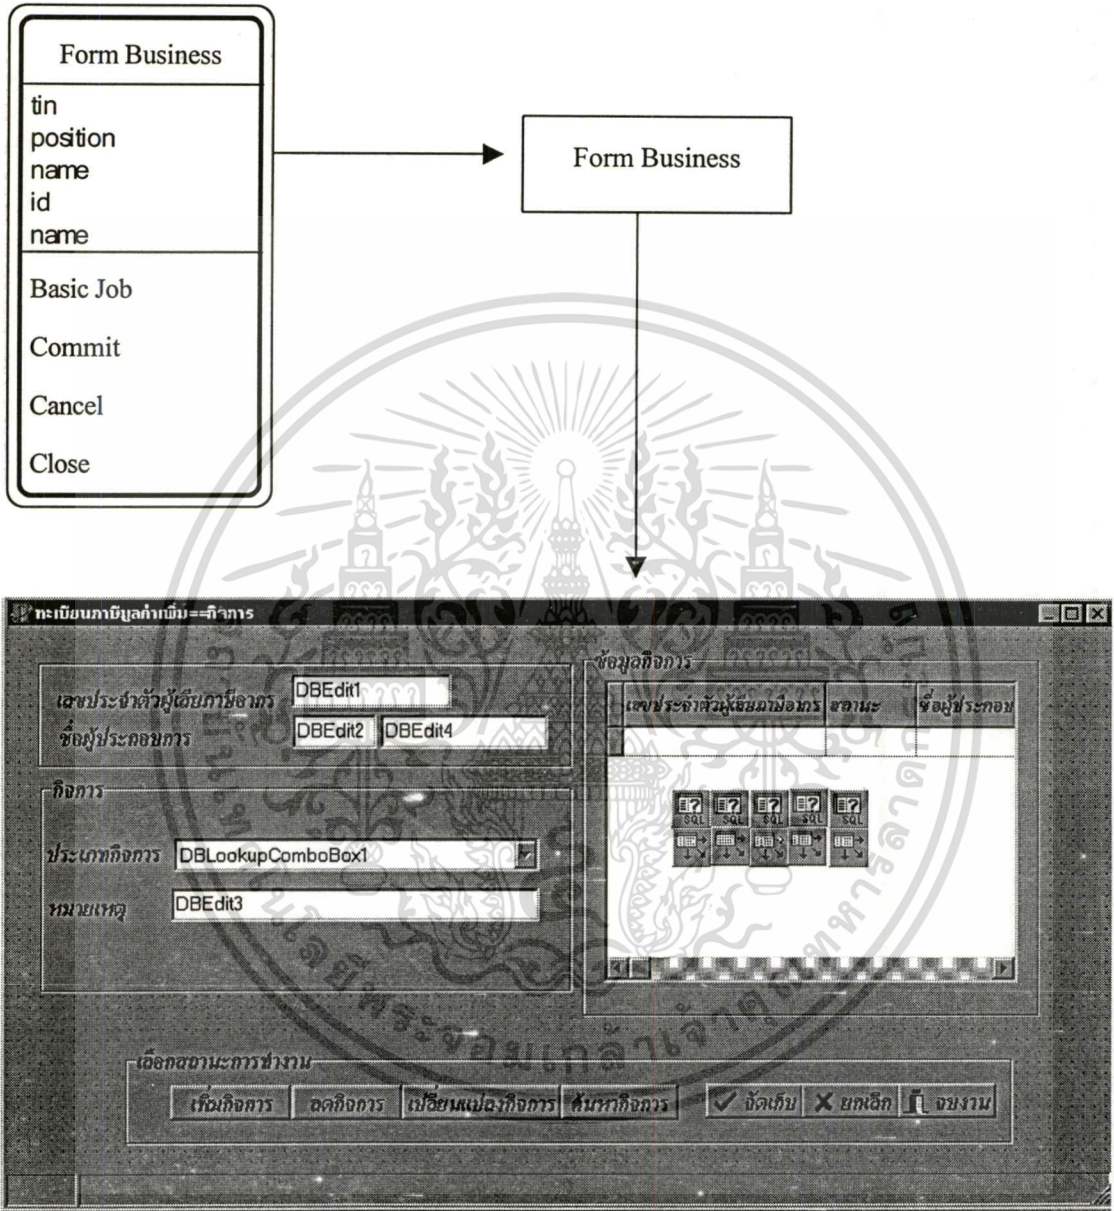 Form Business
tin
position
name
id
name
Basic Job
Commit
Cancel
Close
Form Business
ทะเบียนภาษีมูลค่าเพิ่ม==กิจการ
เลขประจำตัวผู้เสียภาษีอากร
DBEdit1
ชื่อผู้ประกอบการ
DBEdit2
DBEdit4
กิจการ
ประเภทกิจการ
DBLookupComboBox1
หมายเหตุ
DBEdit3
ข้อมูลกิจการ
เลขประจำตัวผู้เสียภาษีอากร
สถานะ
ชื่อผู้ประกอบ
SQL SQL SQL SQL SQL
เลือกสถานะการทำงาน
เพิ่มกิจการ
ลดกิจการ
เปลี่ยนแปลงกิจการ
ค้นหากิจการ
จัดเก็บ
ยกเลิก
จบงาน